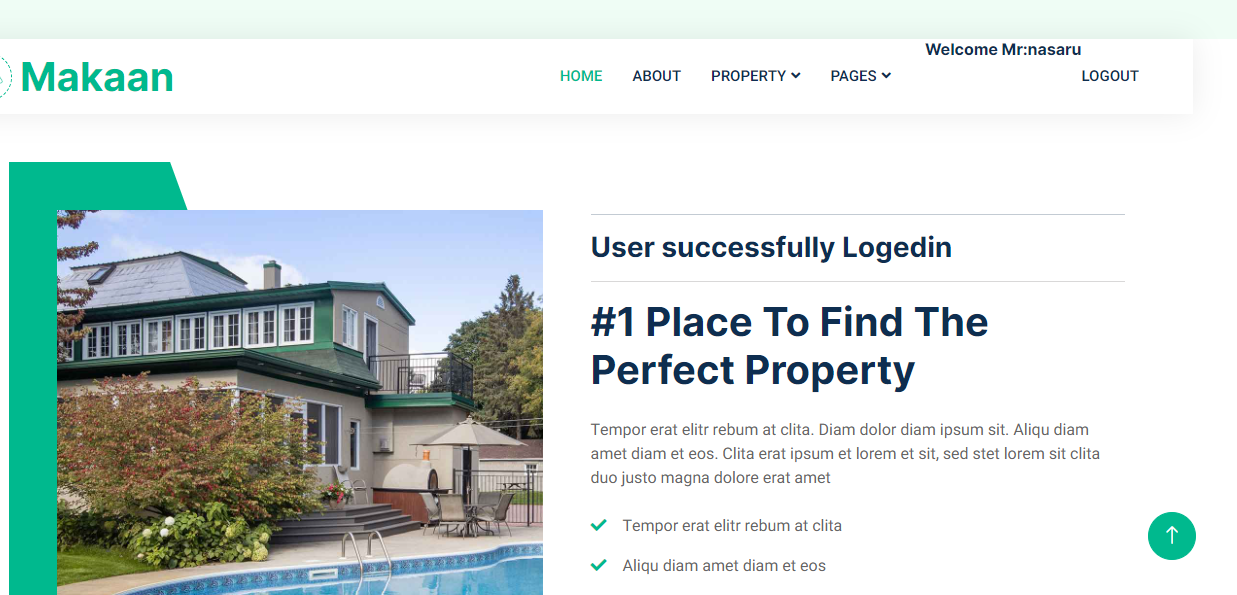 Makaan
HOME ABOUT PROPERTY PAGES
Welcome Mr:nasaru
LOGOUT
User successfully Logedin
#1 Place To Find The
Perfect Property
Tempor erat elitr rebum at clita. Diam dolor diam ipsum sit. Aliqu diam
amet diam et eos. Clita erat ipsum et lorem et sit, sed stet lorem sit clita
duo justo magna dolore erat amet
Tempor erat elitr rebum at clita
Aliqu diam amet diam et eos